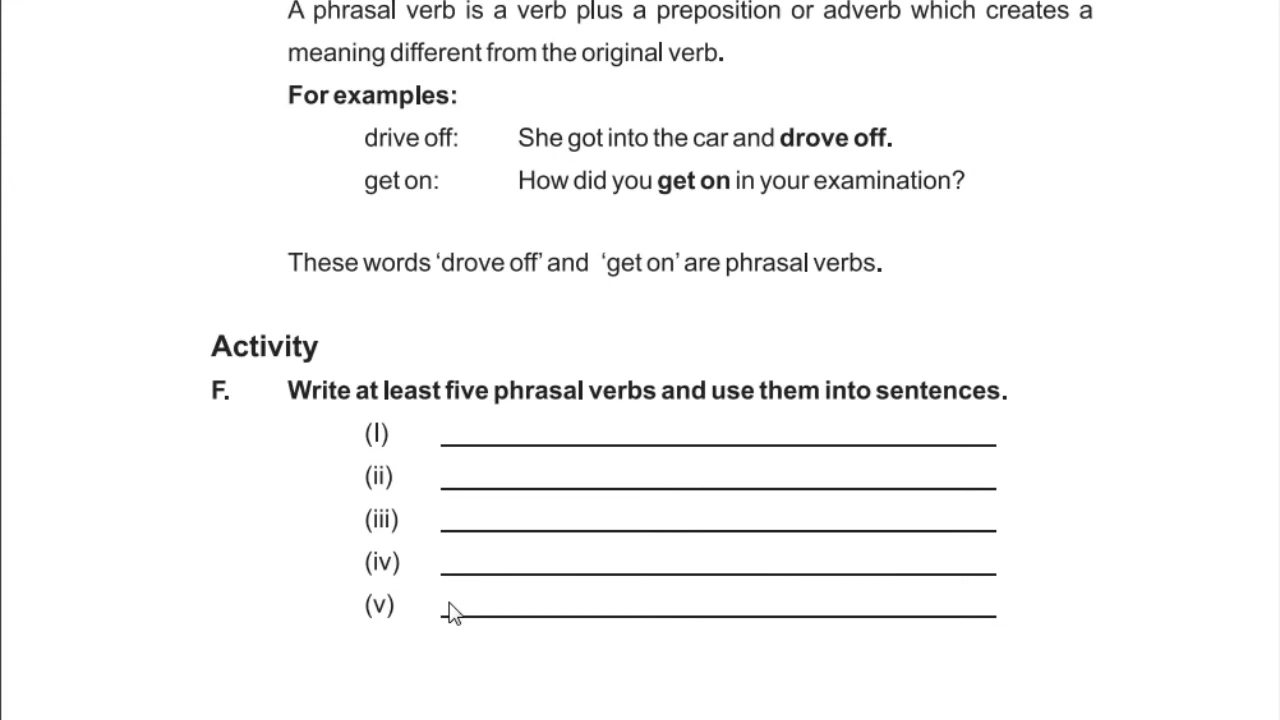 A phrasal verb is a verb plus a preposition or adverb which creates a
meaning different from the original verb.
For examples:
drive off: She got into the car and drove off.
get on: How did you get on in your examination?
These words ‘drove off’ and ‘get on’ are phrasal verbs.
Activity
F. Write at least five phrasal verbs and use them into sentences.
(I)
(ii)
(iii)
(iv)
(v)